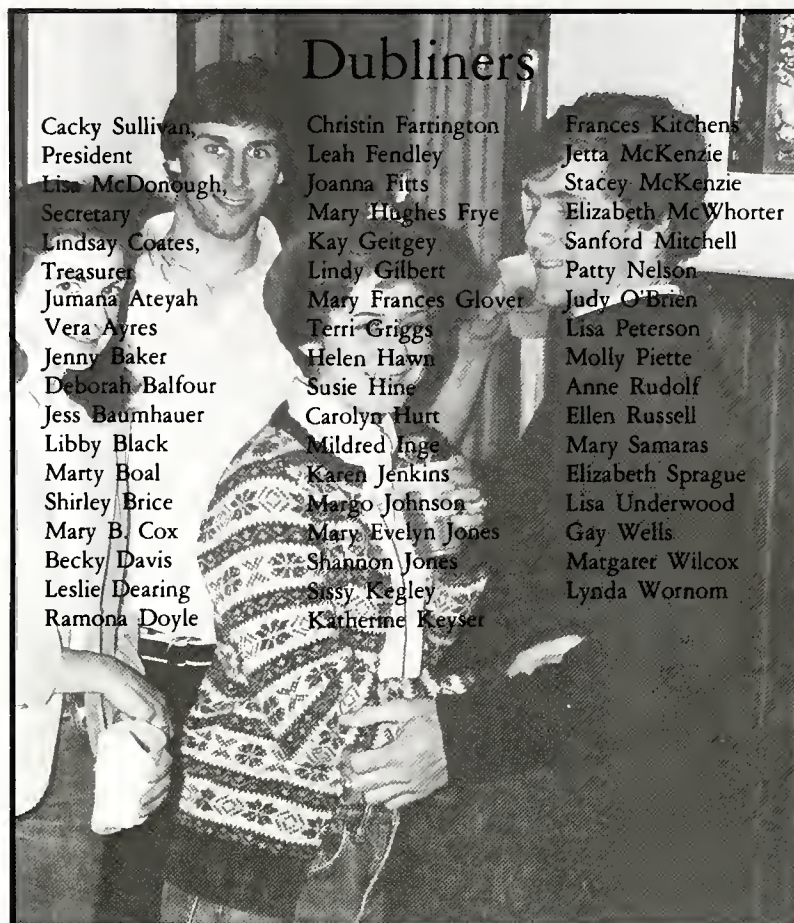 Dubliners
Cacky Sullivan,
President
Lisa McDonough,
Secretary
Lindsay Coates,
Treasurer
Jumana Ateyah
Vera Ayres
Jenny Baker
Deborah Balfour
Jess Baumhauer
Libby Black
Marty Boal
Shirley Brice
Mary B. Cox
Becky Davis
Leslie Dearing
Ramona Doyle
Christin Farrington
Leah Fendley
Joanna Fitts
Mary Hughes Frye
Kay Geitgey
Lindy Gilbert
Mary Frances Glover
Terri Griggs
Helen Hawn
Susie Hine
Carolyn Hurt
Mildred Inge
Karen Jenkins
Margo Johnson
Mary Evelyn Jones
Shannon Jones
Sissy Kegley
Katherine Keyser
Frances Kitchens
Jetta McKenzie
Stacey McKenzie
Elizabeth McWhorter
Sanford Mitchell
Patty Nelson
Judy O'Brien
Lisa Peterson
Molly Piette
Anne Rudolf
Ellen Russell
Mary Samaras
Elizabeth Sprague
Lisa Underwood
Gay Wells
Margaret Wilcox
Lynda Wornom